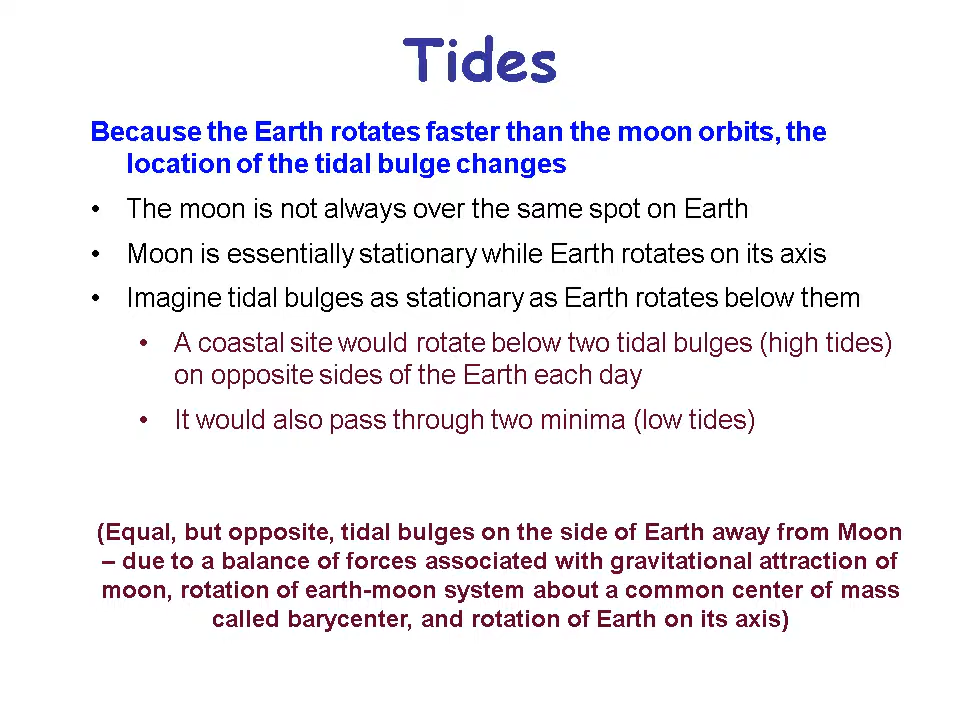 Tides
Because the Earth rotates faster than the moon orbits, the
location of the tidal bulge changes
• The moon is not always over the same spot on Earth
• Moon is essentially stationary while Earth rotates on its axis
• Imagine tidal bulges as stationary as Earth rotates below them
• A coastal site would rotate below two tidal bulges (high tides)
on opposite sides of the Earth each day
• It would also pass through two minima (low tides)
(Equal, but opposite, tidal bulges on the side of Earth away from Moon
– due to a balance of forces associated with gravitational attraction of
moon, rotation of earth-moon system about a common center of mass
called barycenter, and rotation of Earth on its axis)